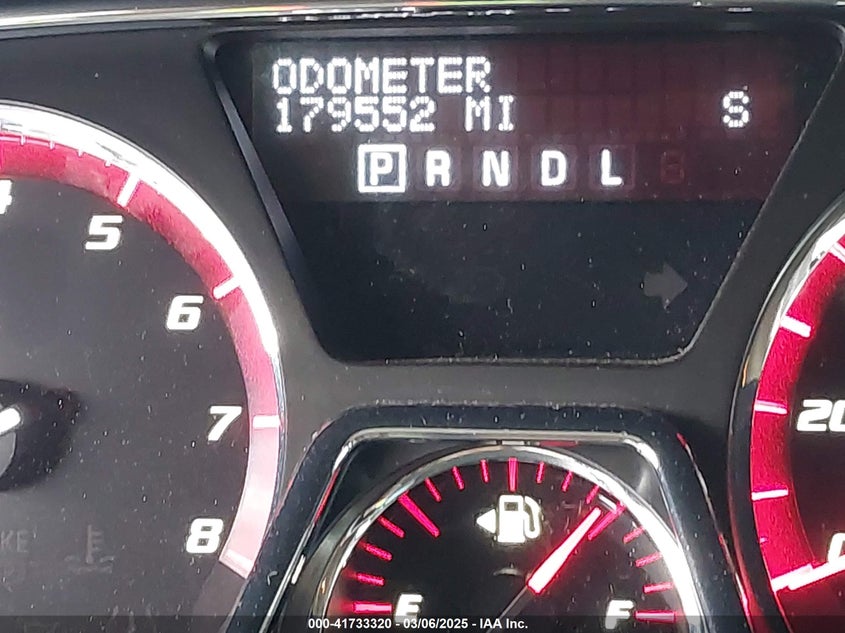 ODOMETER
179552 MI S
P R N D L
5
6
7
8
20
E F
000-41733320 - 03/06/2025 - IAA Inc.